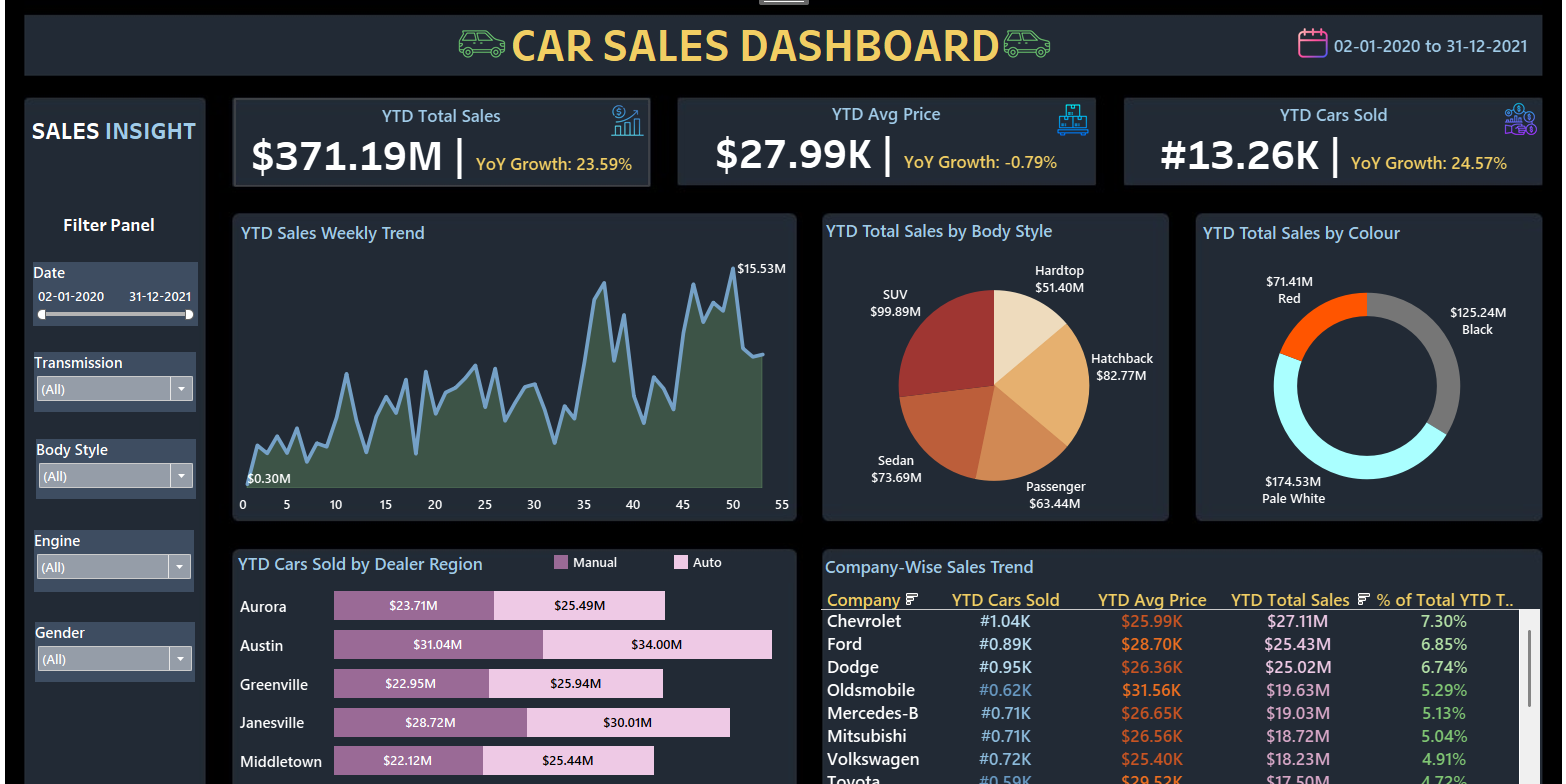 CAR SALES DASHBOARD
02-01-2020 to 31-12-2021
SALES INSIGHT
Filter Panel
Date
02-01-2020 31-12-2021
Transmission
(All)
Body Style
(All)
Engine
(All)
Gender
(All)
YTD Total Sales
$371.19M | YoY Growth: 23.59%
YTD Avg Price
$27.99K | YoY Growth: -0.79%
YTD Cars Sold
#13.26K | YoY Growth: 24.57%
YTD Sales Weekly Trend
$15.53M
$0.30M
0 5 10 15 20 25 30 35 40 45 50 55
YTD Total Sales by Body Style
Hardtop
$51.40M
SUV
$99.89M
Hatchback
$82.77M
Sedan
$73.69M
Passenger
$63.44M
YTD Total Sales by Colour
$71.41M
Red
$125.24M
Black
$174.53M
Pale White
YTD Cars Sold by Dealer Region Manual Auto
Aurora $23.71M $25.49M
Austin $31.04M $34.00M
Greenville $22.95M $25.94M
Janesville $28.72M $30.01M
Middletown $22.12M $25.44M
Company-Wise Sales Trend
Company YTD Cars Sold YTD Avg Price YTD Total Sales % of Total YTD T..
Chevrolet #1.04K $25.99K $27.11M 7.30%
Ford #0.89K $28.70K $25.43M 6.85%
Dodge #0.95K $26.36K $25.02M 6.74%
Oldsmobile #0.62K $31.56K $19.63M 5.29%
Mercedes-B #0.71K $26.65K $19.03M 5.13%
Mitsubishi #0.71K $26.56K $18.72M 5.04%
Volkswagen #0.72K $25.40K $18.23M 4.91%
Toyota #0.59K $29.52K $17.50M 4.72%